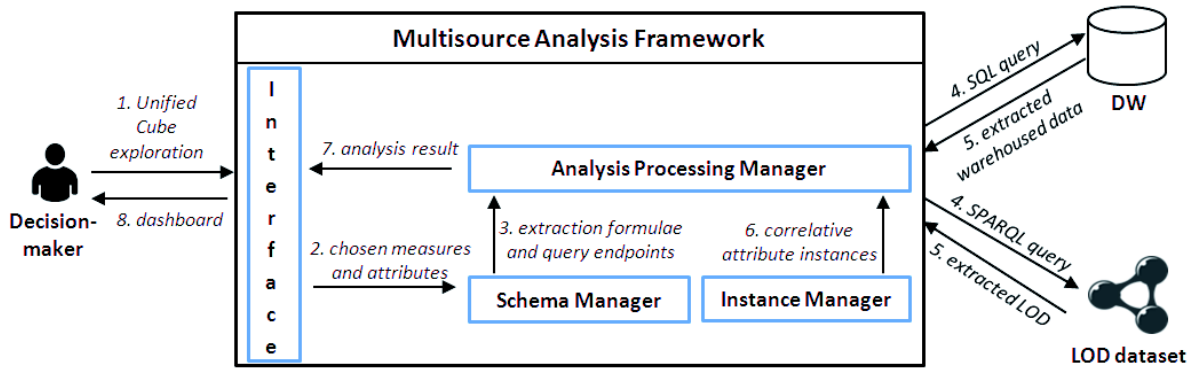 Multisource Analysis Framework
1. Unified
Cube
exploration
Decision-
maker
8. dashboard
I
n
t
e
r
f
a
c
e
7. analysis result
Analysis Processing Manager
2. chosen measures
and attributes
3. extraction formulae
and query endpoints
6. correlative
attribute instances
Schema Manager
Instance Manager
4. SQL query
5. extracted
warehoused data
DW
4. SPARQL query
5. extracted LOD
LOD dataset